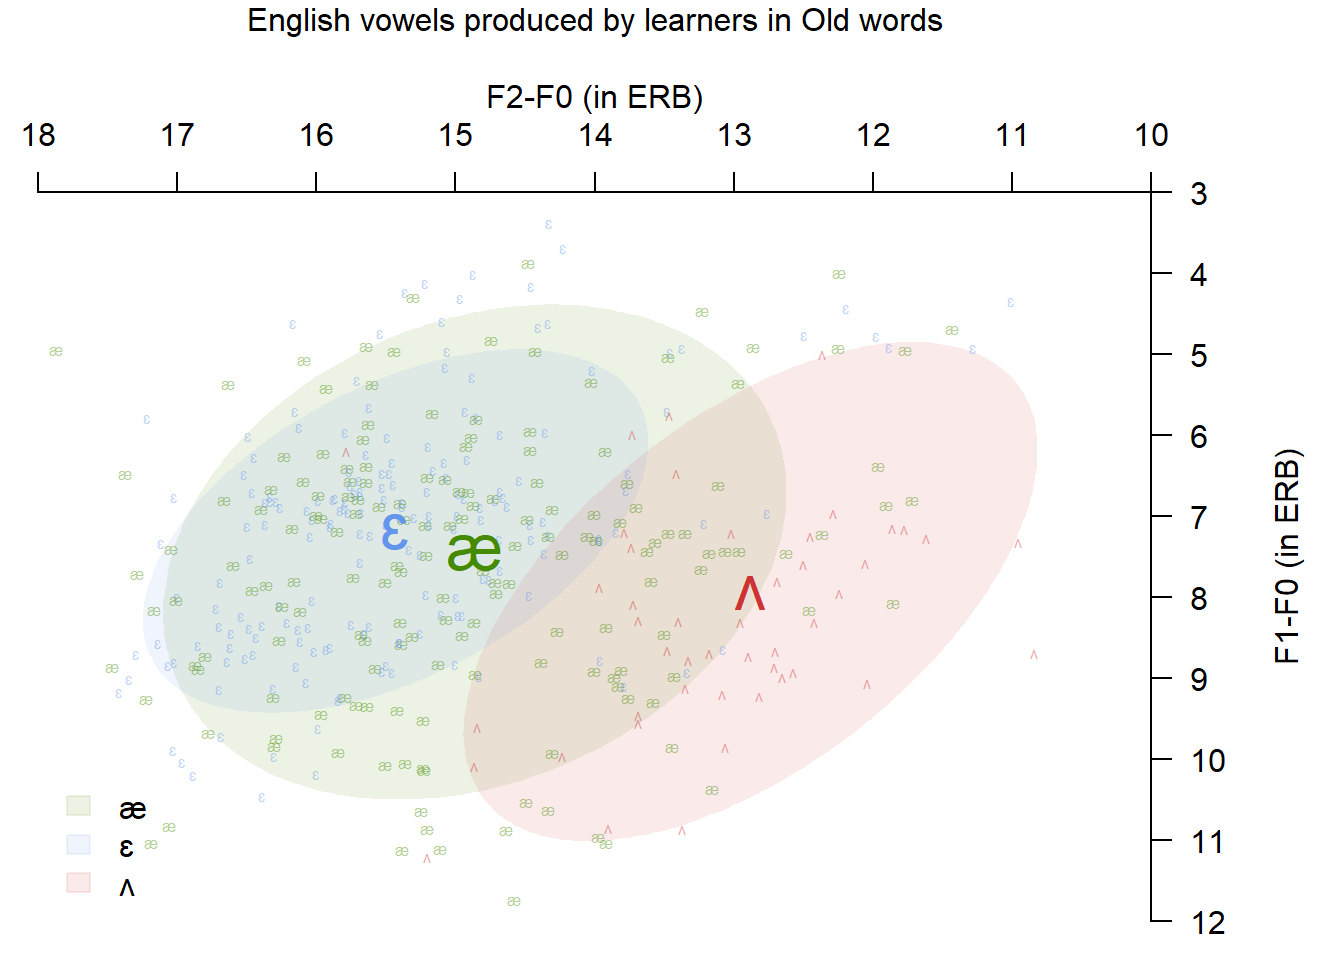 English vowels produced by learners in Old words
F2-F0 (in ERB)
18 17 16 15 14 13 12 11 10
3
4
5
6
7
8
9
10
11
12
F1-F0 (in ERB)
ε
æ
ʌ
æ
ε
ʌ